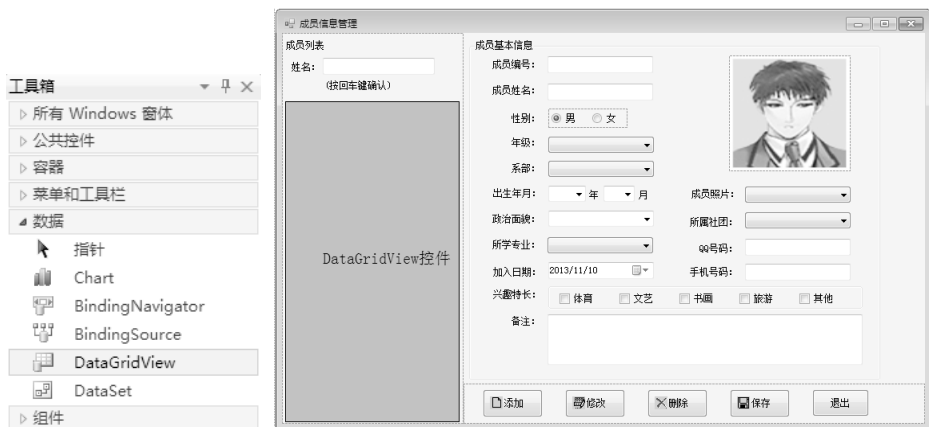 工具箱
所有 Windows 窗体
公共控件
容器
菜单和工具栏
数据
指针
Chart
BindingNavigator
BindingSource
DataGridView
DataSet
组件
成员信息管理
成员列表
姓名：
(按回车键确认)
DataGridView控件
成员基本信息
成员编号：
成员姓名：
性别： 男 女
年级：
系部：
出生年月： 年 月 成员照片：
政治面貌： 所属社团：
所学专业： QQ号码：
加入日期： 2013/11/10 手机号码：
兴趣特长： 体育 文艺 书画 旅游 其他
备注：
添加 修改 删除 保存 退出